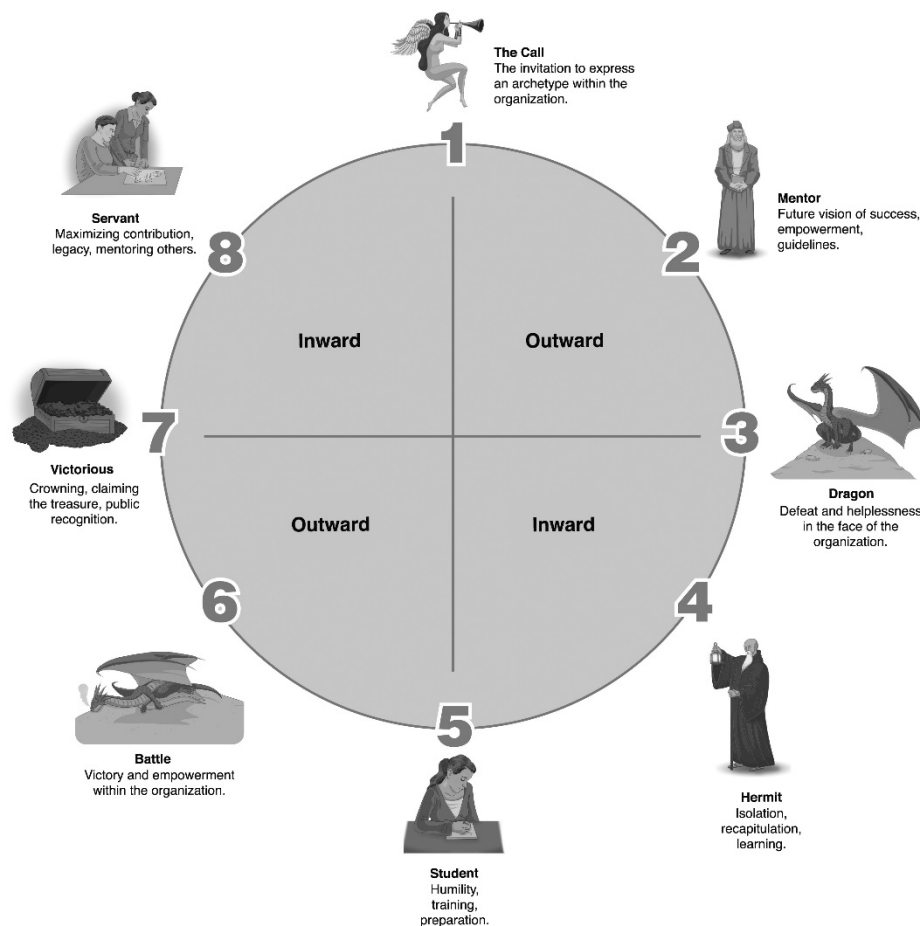 1
The Call
The invitation to express
an archetype within the
organization.
2
Mentor
Future vision of success,
empowerment,
guidelines.
3
Dragon
Defeat and helplessness
in the face of the
organization.
4
Hermit
Isolation,
recapitulation,
learning.
5
Student
Humility,
training,
preparation.
6
Battle
Victory and empowerment
within the organization.
7
Victorious
Crowning, claiming
the treasure, public
recognition.
8
Servant
Maximizing contribution,
legacy, mentoring others.
Inward
Outward
Outward
Inward